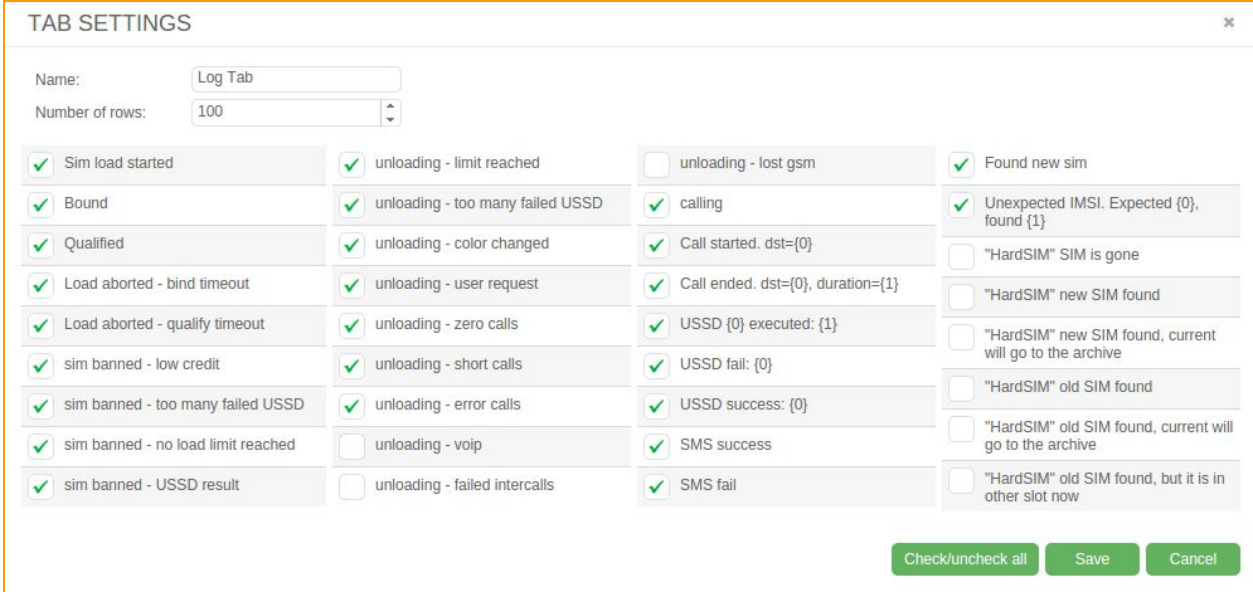 TAB SETTINGS
Name:
Log Tab
Number of rows:
100
Sim load started
Bound
Qualified
Load aborted - bind timeout
Load aborted - qualify timeout
sim banned - low credit
sim banned - too many failed USSD
sim banned - no load limit reached
sim banned - USSD result
unloading - limit reached
unloading - too many failed USSD
unloading - color changed
unloading - user request
unloading - zero calls
unloading - short calls
unloading - error calls
unloading - voip
unloading - failed intercalls
unloading - lost gsm
calling
Call started. dst={0}
Call ended. dst={0}, duration={1}
USSD {0} executed: {1}
USSD fail: {0}
USSD success: {0}
SMS success
SMS fail
Found new sim
Unexpected IMSI. Expected {0},
found {1}
"HardSIM" SIM is gone
"HardSIM" new SIM found
"HardSIM" new SIM found, current
will go to the archive
"HardSIM" old SIM found
"HardSIM" old SIM found, current will
go to the archive
"HardSIM" old SIM found, but it is in
other slot now
Check/uncheck all
Save
Cancel